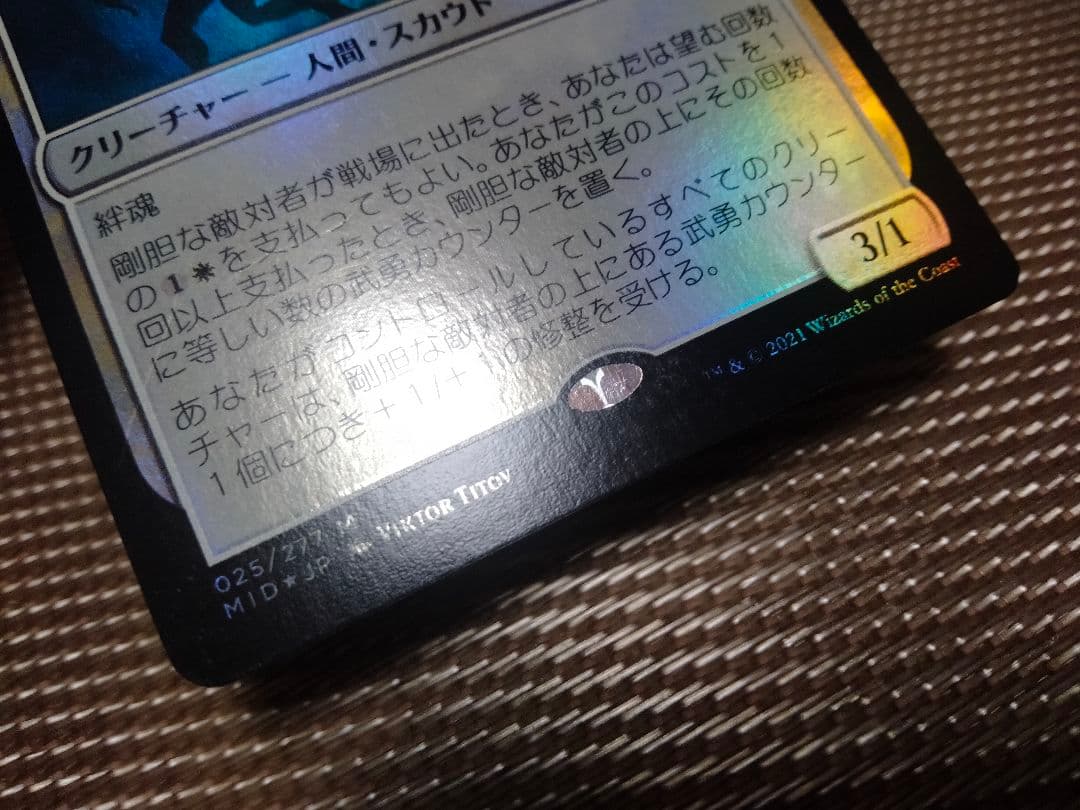 クリーチャー — 人間・スカウト
絆魂
剛胆な敵対者が戦場に出たとき、あなたは望む回数
の 1 ☀ を支払ってもよい。あなたがこのコストを1
回以上支払ったとき、剛胆な敵対者の上にその回数
に等しい数の武勇カウンターを置く。
あなたがコントロールしているすべてのクリー
チャーは、剛胆な敵対者の上にある武勇カウンター
1個につき+1/+1の修整を受ける。
3/1
025/277 M
MID★JP VIKTOR TITOV
™ & © 2021 Wizards of the Coast